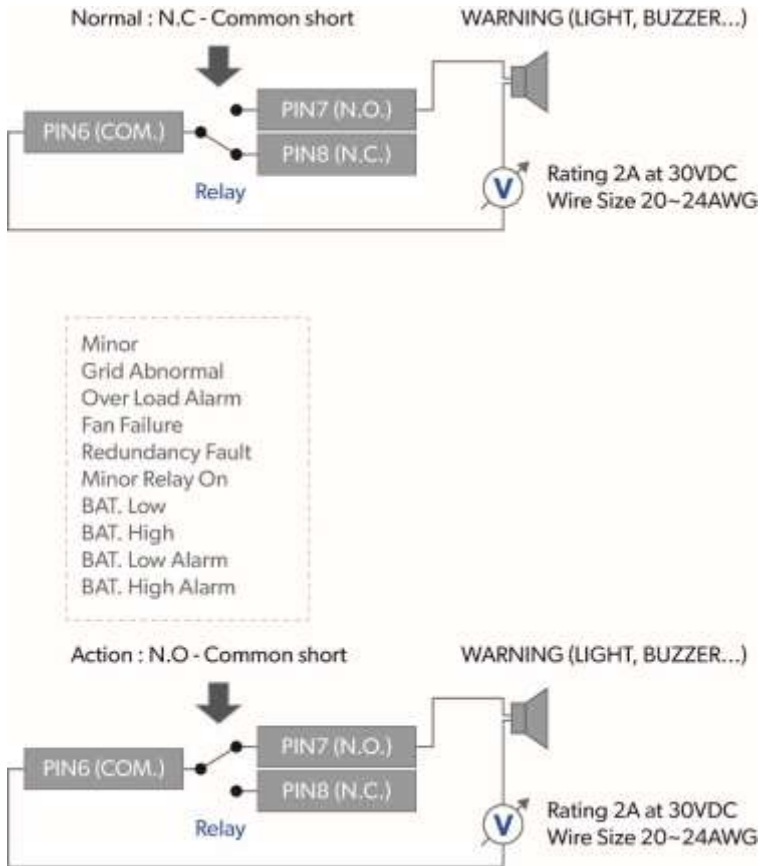 Normal : N.C - Common short
WARNING (LIGHT, BUZZER...)
PIN7 (N.O.)
PIN6 (COM.)
PIN8 (N.C.)
Relay
V
Rating 2A at 30VDC
Wire Size 20~24AWG
Minor
Grid Abnormal
Over Load Alarm
Fan Failure
Redundancy Fault
Minor Relay On
BAT. Low
BAT. High
BAT. Low Alarm
BAT. High Alarm
Action : N.O - Common short
WARNING (LIGHT, BUZZER...)
PIN7 (N.O.)
PIN6 (COM.)
PIN8 (N.C.)
Relay
V
Rating 2A at 30VDC
Wire Size 20~24AWG